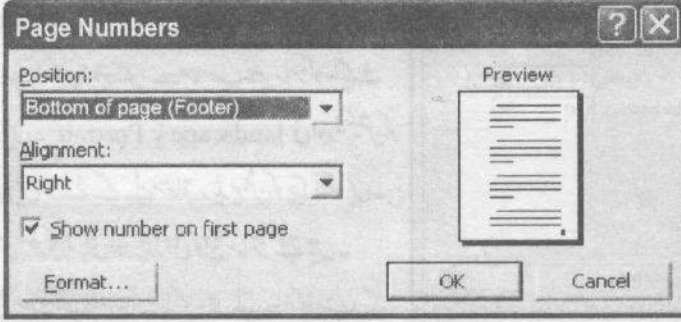 Page Numbers
Position:
Preview
Bottom of page (Footer)
Alignment:
Right
Show number on first page
Format...
OK
Cancel